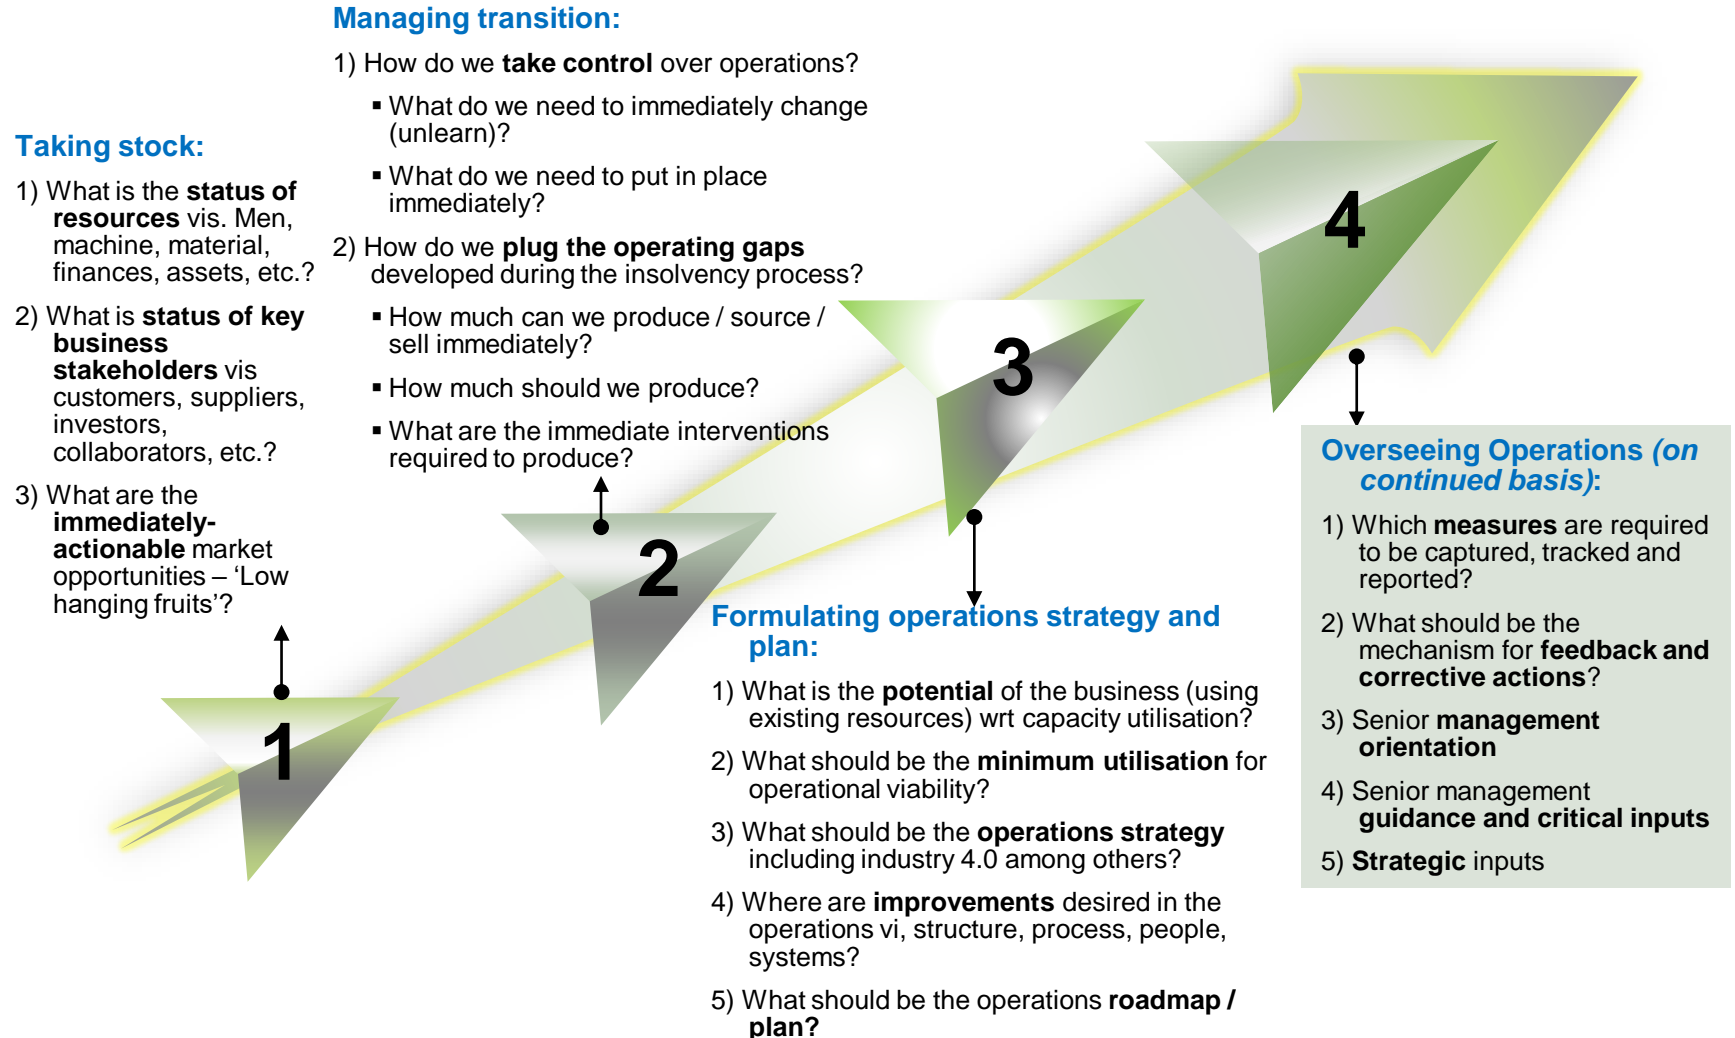 Managing transition:
1) How do we take control over operations?
▪ What do we need to immediately change
(unlearn)?
▪ What do we need to put in place
immediately?
2) How do we plug the operating gaps
developed during the insolvency process?
▪ How much can we produce / source /
sell immediately?
▪ How much should we produce?
▪ What are the immediate interventions
required to produce?
Taking stock:
1) What is the status of
resources vis. Men,
machine, material,
finances, assets, etc.?
2) What is status of key
business
stakeholders vis
customers, suppliers,
investors,
collaborators, etc.?
3) What are the
immediately-
actionable market
opportunities – ‘Low
hanging fruits’?
1
2
3
4
Formulating operations strategy and
plan:
1) What is the potential of the business (using
existing resources) wrt capacity utilisation?
2) What should be the minimum utilisation for
operational viability?
3) What should be the operations strategy
including industry 4.0 among others?
4) Where are improvements desired in the
operations vi, structure, process, people,
systems?
5) What should be the operations roadmap /
plan?
Overseeing Operations (on
continued basis):
1) Which measures are required
to be captured, tracked and
reported?
2) What should be the
mechanism for feedback and
corrective actions?
3) Senior management
orientation
4) Senior management
guidance and critical inputs
5) Strategic inputs